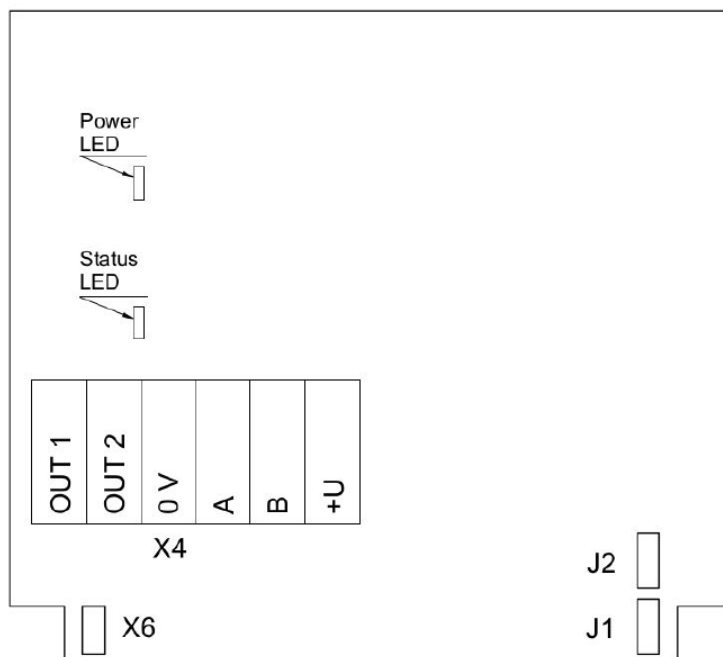 Power
LED
Status
LED
OUT 1
OUT 2
0 V
A
B
+U
X4
J2
X6
J1